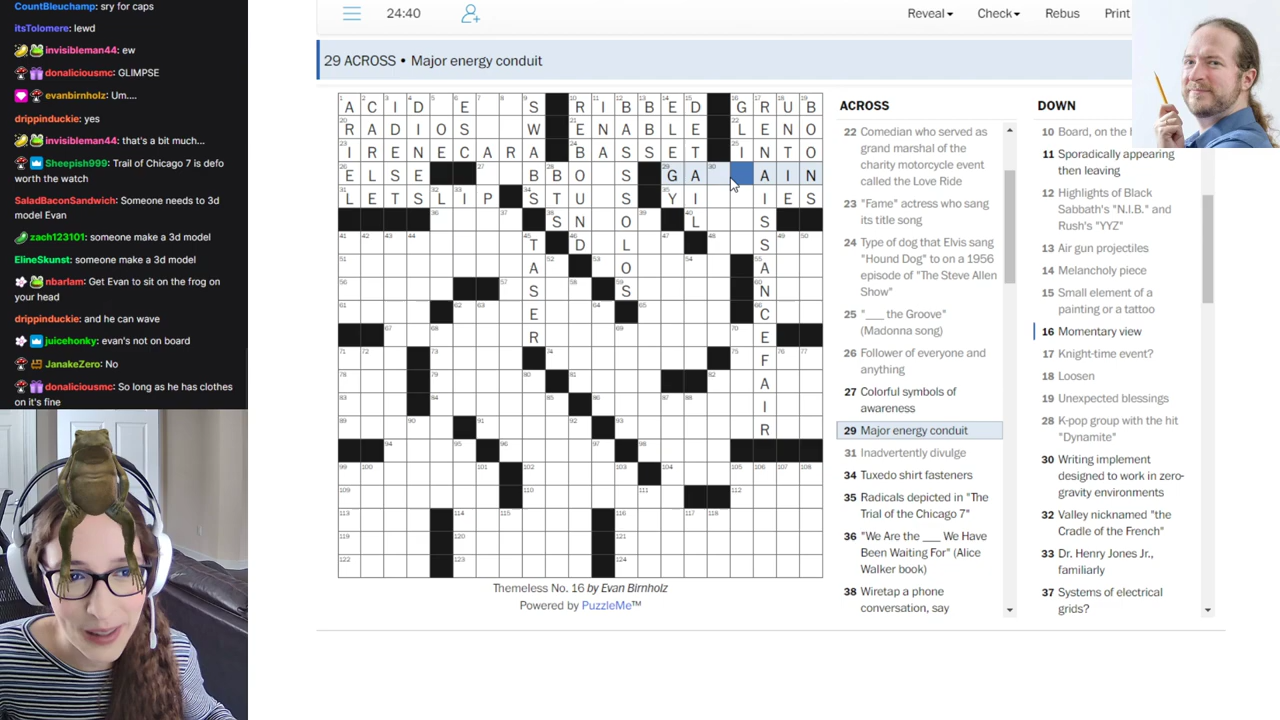 CountBleuchamp: sry for caps
itsTolomere: lewd
invisibleman44: ew
donaliciousmc: GLIMPSE
evanbirnholz: Um....
drippinduckie: yes
invisibleman44: that's a bit much...
Sheepish999: Trail of Chicago 7 is defo
worth the watch
SaladBaconSandwich: Someone needs to 3d
model Evan
zach123101: someone make a 3d model
ElineSkunst: someone make a 3d model
nbarlam: Get Evan to sit on the frog on
your head
drippinduckie: and he can wave
juicehonky: evan's not on board
JanakeZero: No
donaliciousmc: So long as he has clothes
on it's fine
24:40
Reveal
Check
Rebus
Print
29 ACROSS • Major energy conduit
A C I D E S R I B B E D G R U B
R A D I O S W E N A B L E L E N O
I R E N E C A R A B A S S E T I N T O
E L S E B B O S G A A I N
L E T S L I P S T U S Y I I E S
N O L S
T D L S
A O A
S S N
E C
R E
F
A
I
R
Themeless No. 16 by Evan Birnholz
Powered by PuzzleMe™
ACROSS
22 Comedian who served as
grand marshal of the
charity motorcycle event
called the Love Ride
23 "Fame" actress who sang
its title song
24 Type of dog that Elvis sang
"Hound Dog" to on a 1956
episode of "The Steve Allen
Show"
25 "___ the Groove"
(Madonna song)
26 Follower of everyone and
anything
27 Colorful symbols of
awareness
29 Major energy conduit
31 Inadvertently divulge
34 Tuxedo shirt fasteners
35 Radicals depicted in "The
Trial of the Chicago 7"
36 "We Are the ___ We Have
Been Waiting For" (Alice
Walker book)
38 Wiretap a phone
conversation, say
DOWN
10 Board, on the
11 Sporadically appearing
then leaving
12 Highlights of Black
Sabbath's "N.I.B." and
Rush's "YYZ"
13 Air gun projectiles
14 Melancholy piece
15 Small element of a
painting or a tattoo
16 Momentary view
17 Knight-time event?
18 Loosen
19 Unexpected blessings
28 K-pop group with the hit
"Dynamite"
30 Writing implement
designed to work in zero-
gravity environments
32 Valley nicknamed "the
Cradle of the French"
33 Dr. Henry Jones Jr.,
familiarly
37 Systems of electrical
grids?